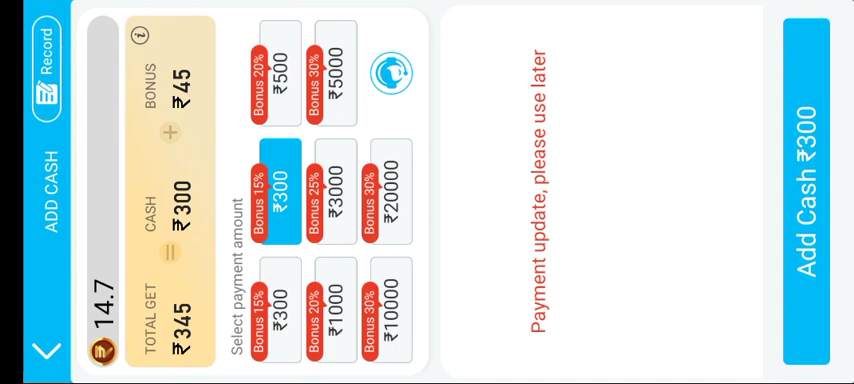 ADD CASH
Record
14.7
TOTAL GET
CASH
BONUS
₹345
=
₹300
+
₹45
Select payment amount
Bonus 15%
₹300
Bonus 15%
₹300
Bonus 20%
₹500
Bonus 20%
₹1000
Bonus 25%
₹3000
Bonus 30%
₹5000
Bonus 30%
₹10000
Bonus 30%
₹20000
Payment update, please use later
Add Cash ₹300